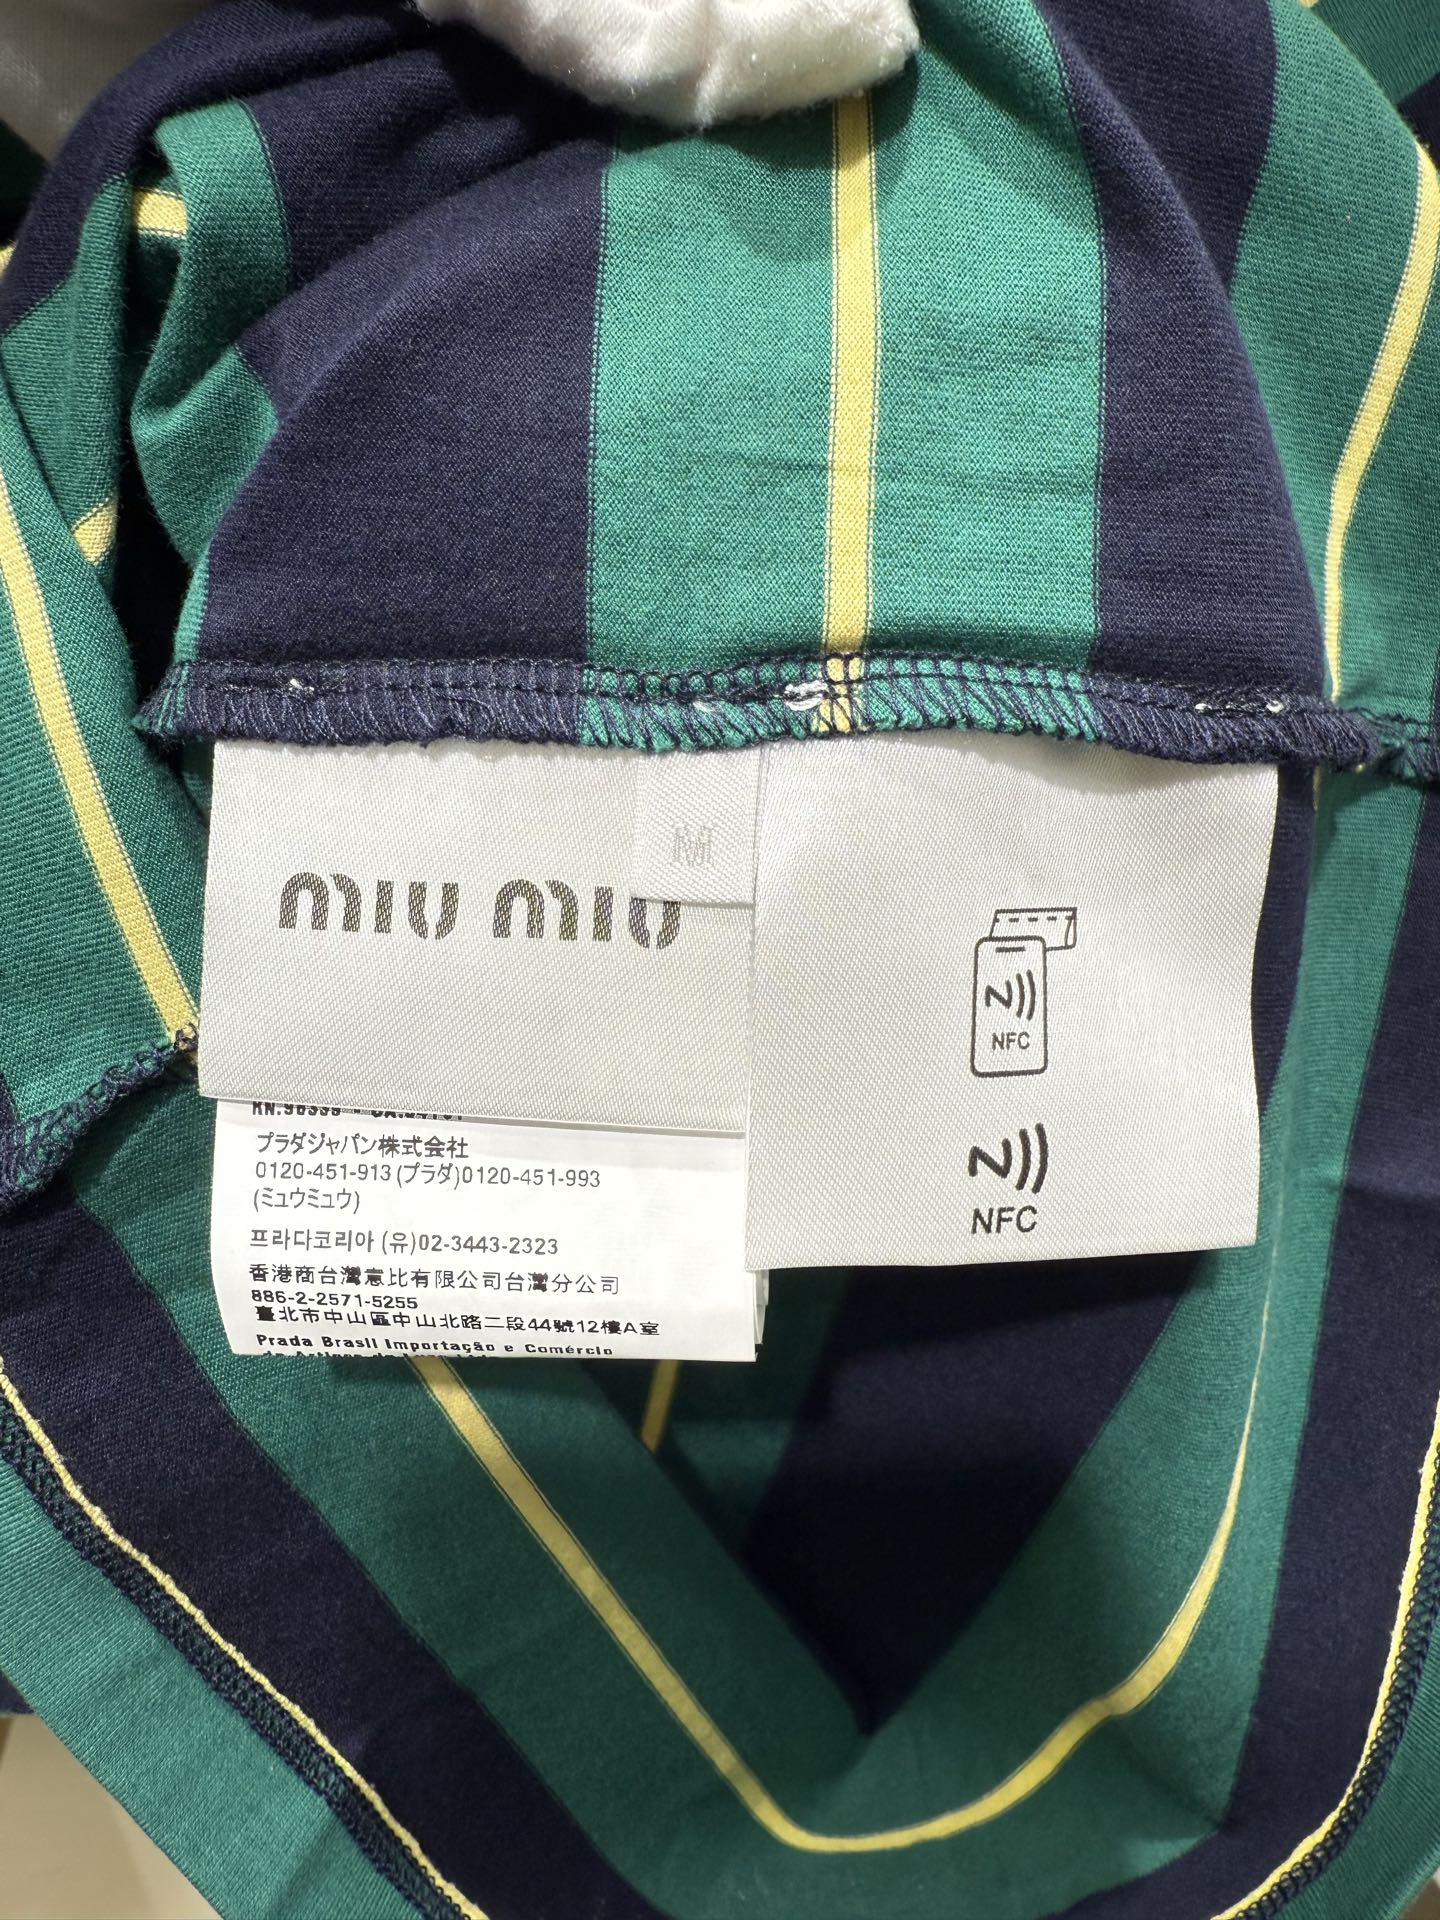 M
miu miu
NFC
NFC
RN.96339
プラダジャパン株式会社
0120-451-913(プラダ)0120-451-993
(ミュウミュウ)
프라다코리아 (유)02-3443-2323
香港商台灣意比有限公司台灣分公司
886-2-2571-5255
臺北市中山區中山北路二段44號12樓A室
Prada Brasil Importação e Comércio